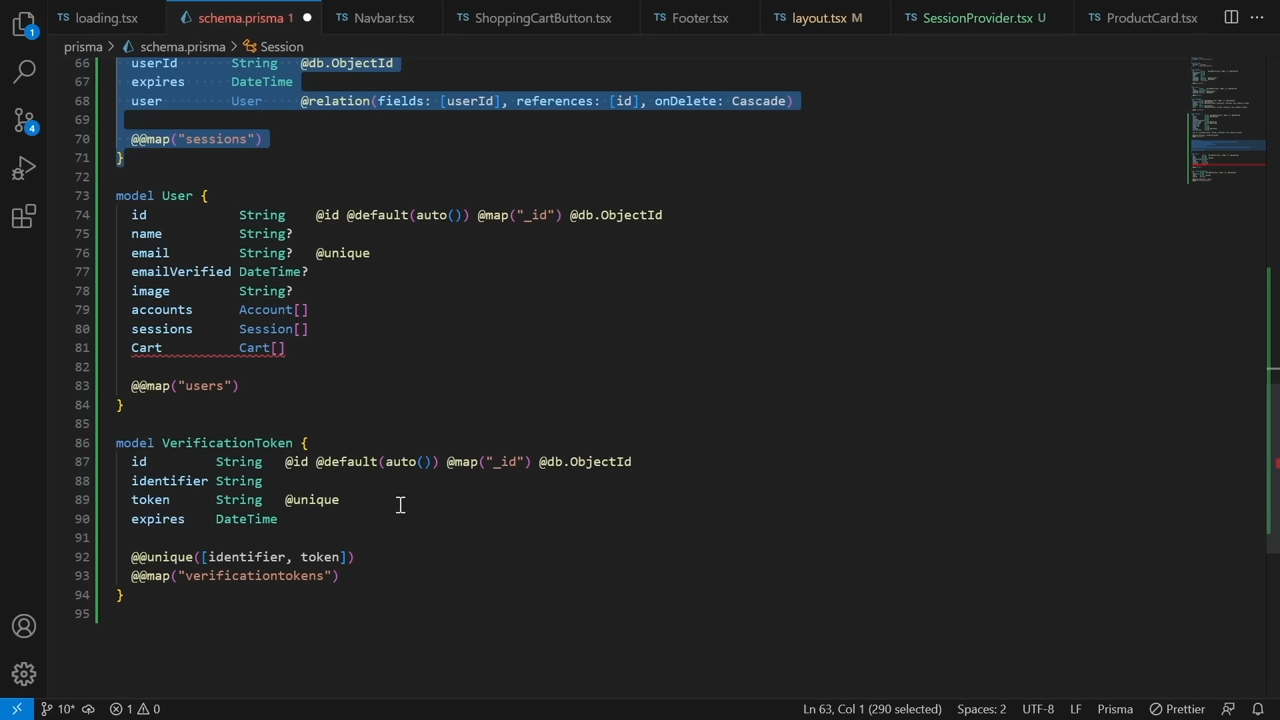 loading.tsx
schema.prisma 1
Navbar.tsx
ShoppingCartButton.tsx
Footer.tsx
layout.tsx M
SessionProvider.tsx U
ProductCard.tsx
prisma > schema.prisma > Session
66 userId String @db.ObjectId
67 expires DateTime
68 user User @relation(fields: [userId], references: [id], onDelete: Cascade)
69
70 @@map("sessions")
71 }
72
73 model User {
74 id String @id @default(auto()) @map("_id") @db.ObjectId
75 name String?
76 email String? @unique
77 emailVerified DateTime?
78 image String?
79 accounts Account[]
80 sessions Session[]
81 Cart Cart[]
82
83 @@map("users")
84 }
85
86 model VerificationToken {
87 id String @id @default(auto()) @map("_id") @db.ObjectId
88 identifier String
89 token String @unique
90 expires DateTime
91
92 @@unique([identifier, token])
93 @@map("verificationtokens")
94 }
95
1
4
10* 1 0 Ln 63, Col 1 (290 selected) Spaces: 2 UTF-8 LF Prisma Prettier